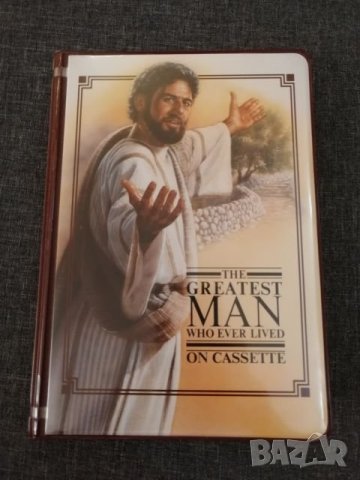 THE
GREATEST
MAN
WHO EVER LIVED
ON CASSETTE
BAZAR